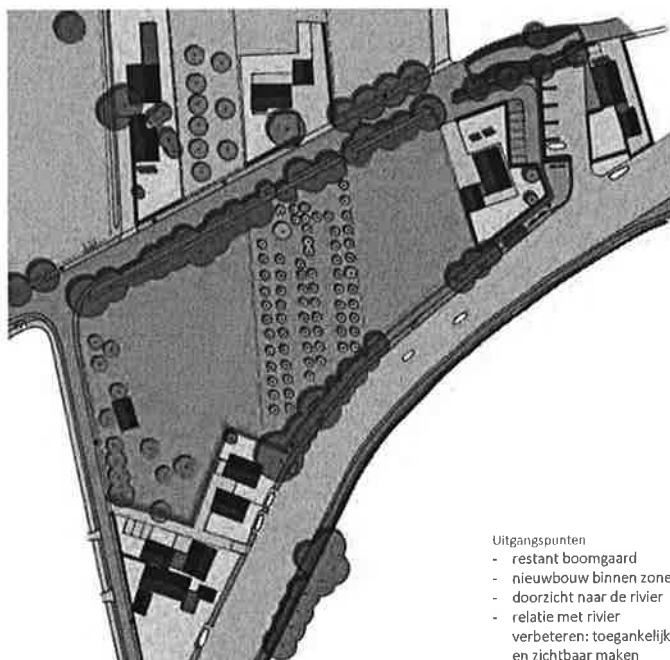 Uitgangspunten
- restant boomgaard
- nieuwbouw binnen zone
- doorzicht naar de rivier
- relatie met rivier
verbeteren: toegankelijk
en zichtbaar maken